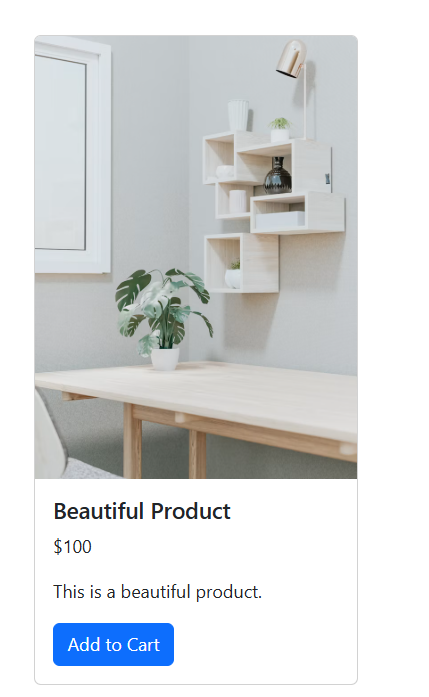 Beautiful Product
$100
This is a beautiful product.
Add to Cart